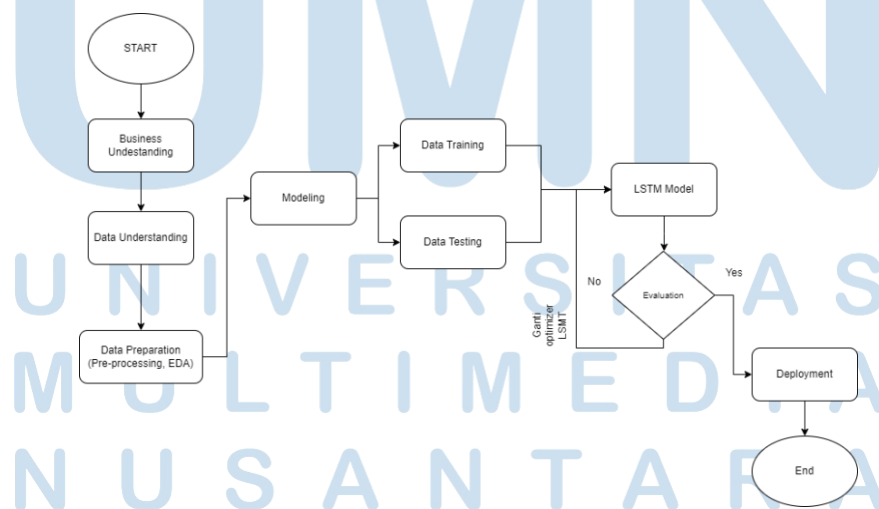 START
Business
Undestanding
Data Understanding
Data Preparation
(Pre-processing, EDA)
Modeling
Data Training
Data Testing
LSTM Model
Evaluation
No
Yes
Ganti
optimizer
LSMT
Deployment
End
UMN
UNIVERSITAS
MULTIMEDIA
NUSANTARA